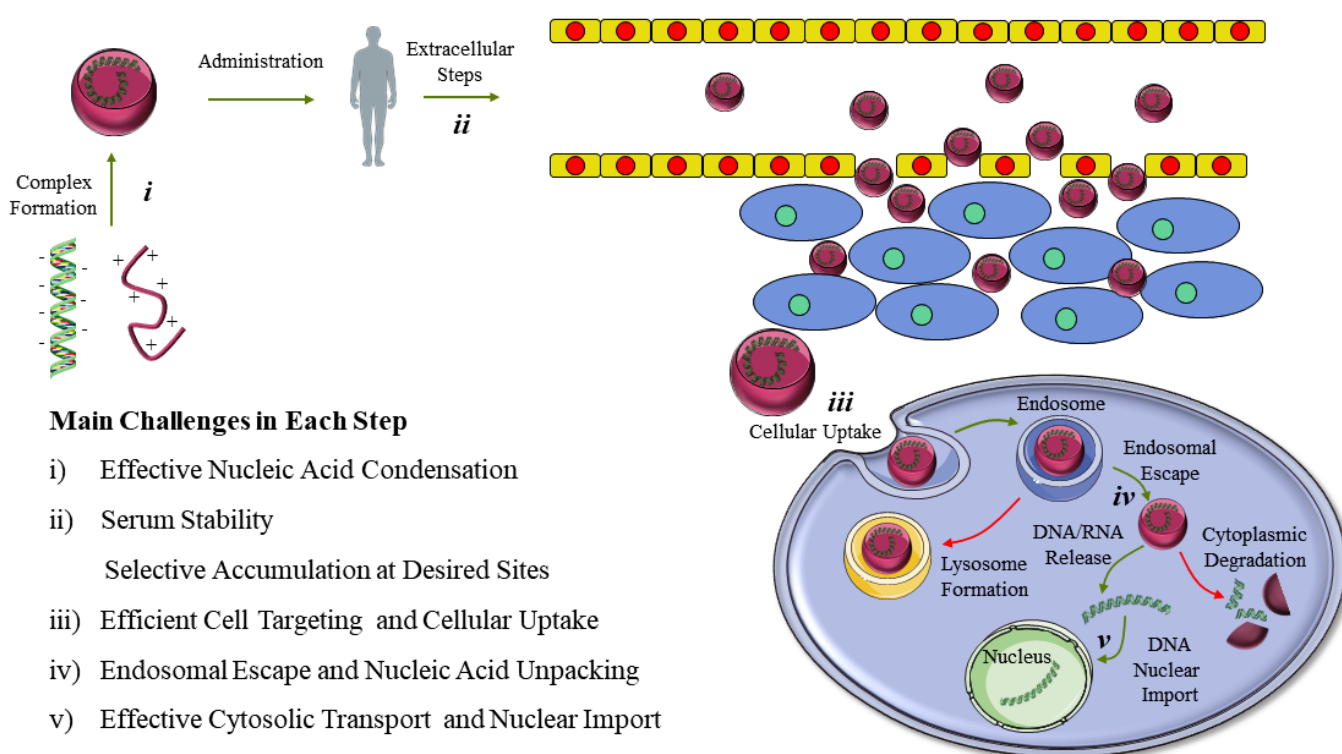 Administration
Extracellular
Steps
ii
Complex
Formation
i
- - - - - - - -
+ + + + + +
Main Challenges in Each Step
i) Effective Nucleic Acid Condensation
ii) Serum Stability
Selective Accumulation at Desired Sites
iii) Efficient Cell Targeting and Cellular Uptake
iv) Endosomal Escape and Nucleic Acid Unpacking
v) Effective Cytosolic Transport and Nuclear Import
iii
Cellular Uptake
Endosome
Endosomal
Escape
iv
DNA/RNA
Release
Cytoplasmic
Degradation
Lysosome
Formation
v
Nucleus
DNA
Nuclear
Import